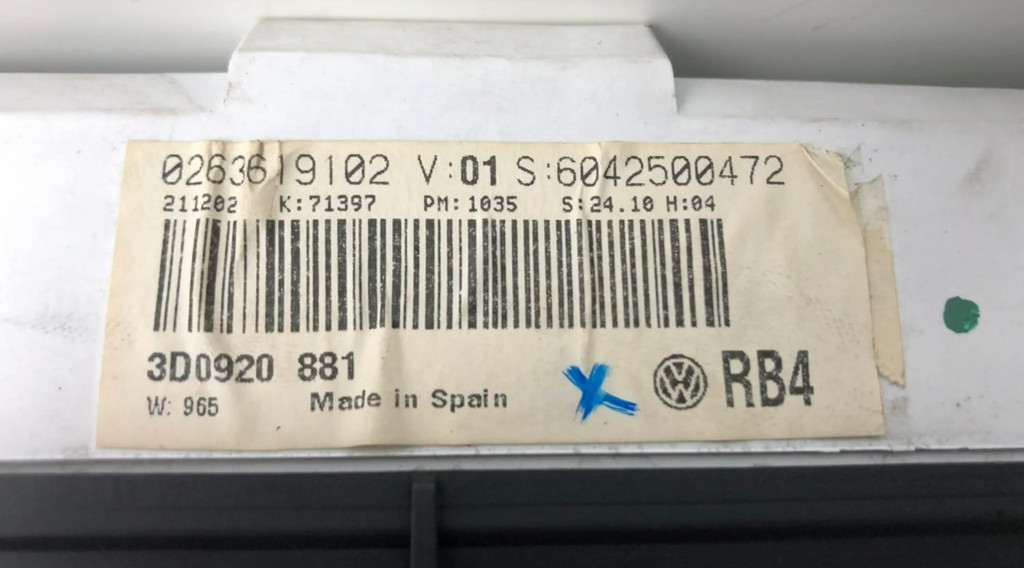 0263619102 V:01 S:6042500472
211202 K:71397 PM:1035 S:24.10 H:04
3D0920 881
W: 965 Made in Spain
RB4